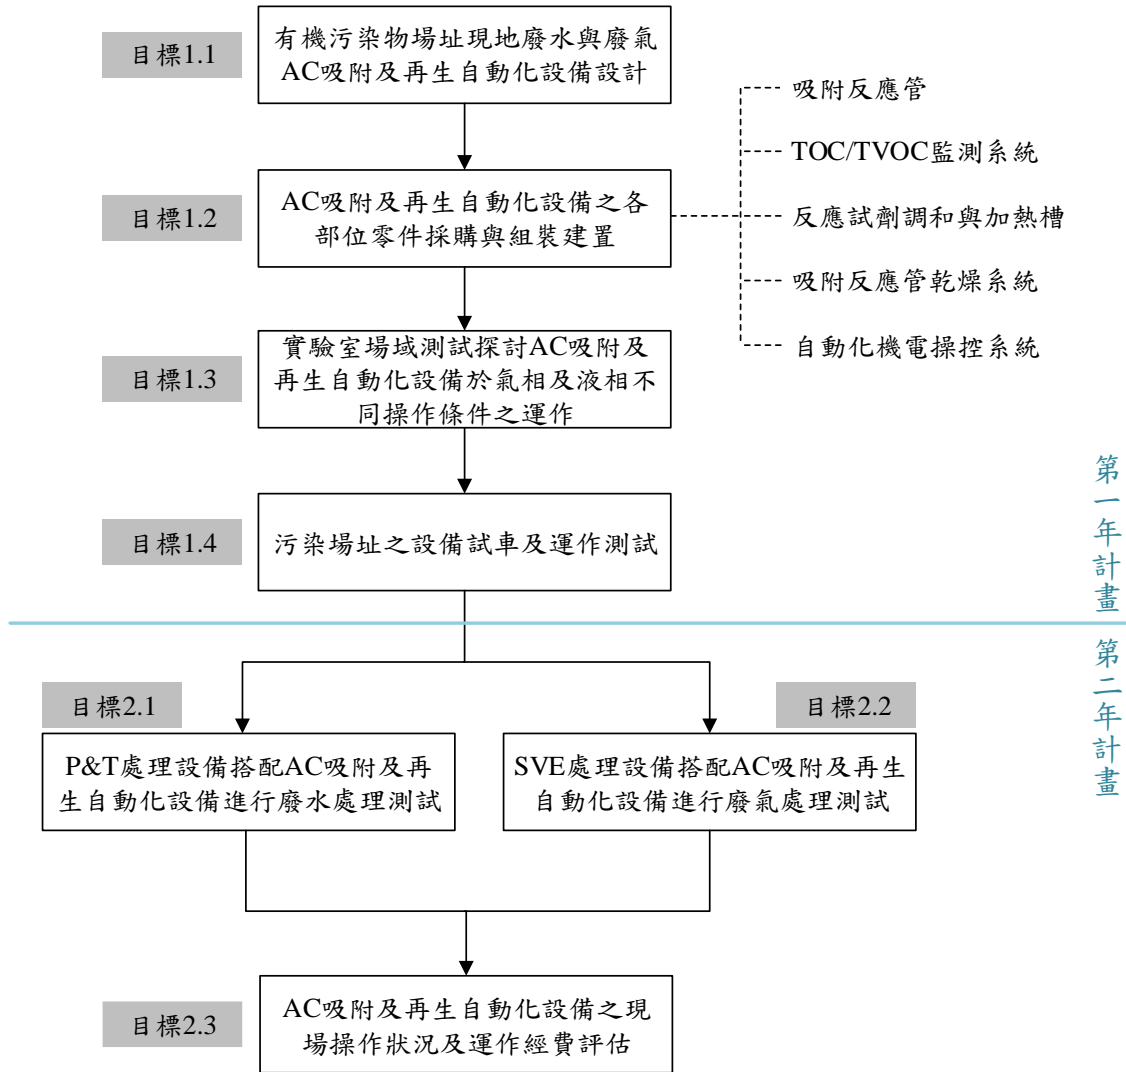 目標1.1
有機污染物場址現地廢水與廢氣
AC吸附及再生自動化設備設計
吸附反應管
TOC/TVOC監測系統
目標1.2
AC吸附及再生自動化設備之各
部位零件採購與組裝建置
反應試劑調和與加熱槽
吸附反應管乾燥系統
自動化機電操控系統
目標1.3
實驗室場域測試探討AC吸附及
再生自動化設備於氣相及液相不
同操作條件之運作
第一年計畫
目標1.4
污染場址之設備試車及運作測試
第二年計畫
目標2.1
目標2.2
P&T處理設備搭配AC吸附及再
生自動化設備進行廢水處理測試
SVE處理設備搭配AC吸附及再生
自動化設備進行廢氣處理測試
目標2.3
AC吸附及再生自動化設備之現
場操作狀況及運作經費評估